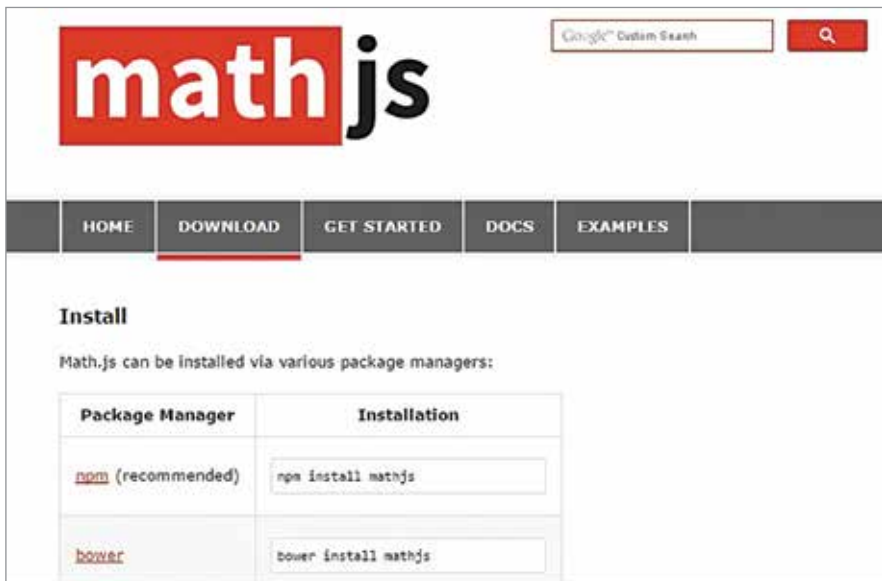 math js
Google™ Custom Search
HOME DOWNLOAD GET STARTED DOCS EXAMPLES
Install
Math.js can be installed via various package managers:
Package Manager Installation
npm (recommended) npm install mathjs
bower bower install mathjs